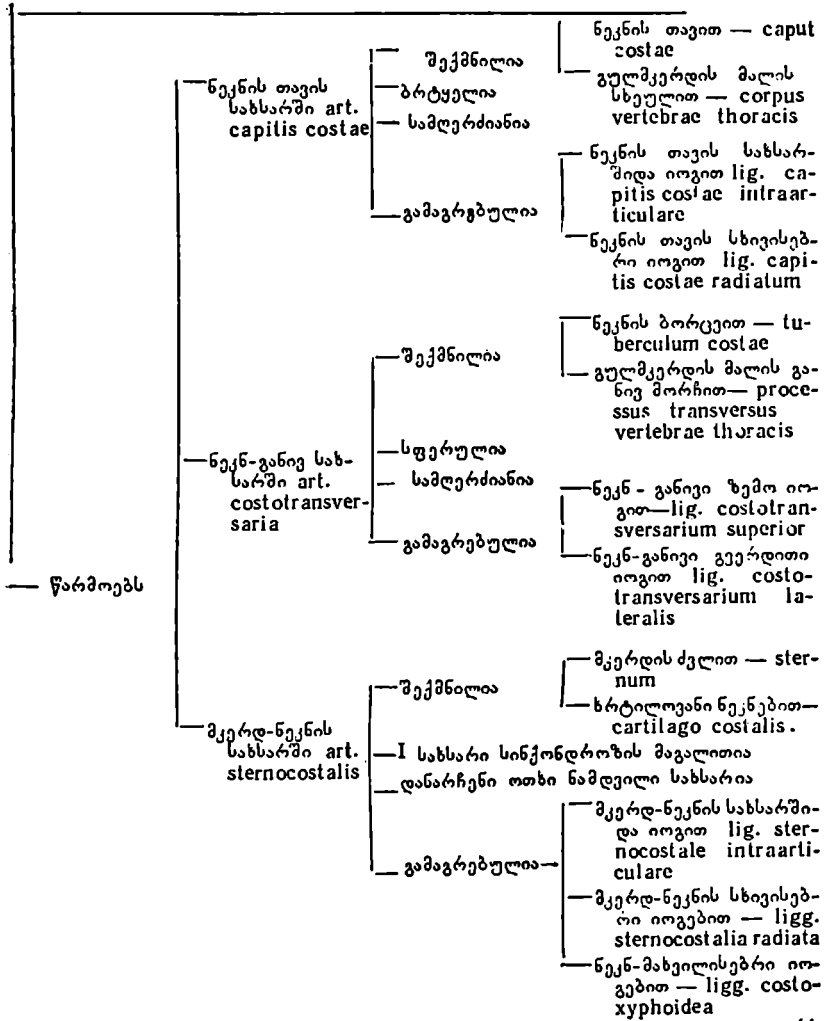 ნეკნის თავის
სახსარში art.
capitis costae
შექმნილია
ნეკნის თავით — caput
costae
გულმკერდის მალის
სხეულით — corpus
vertebrae thoracis
ბრტყელია
სამღერძიანია
გამაგრებულია
ნეკნის თავის სახსარ-
შიდა იოგით lig. ca-
pitis costae intraar-
ticulare
ნეკნის თავის სხივისებ-
რი იოგით lig. capi-
tis costae radiatum
ნეკნ-განივ სახ-
სარში art.
costotransver-
saria
შექმნილია
ნეკნის ბორცვით — tu-
berculum costae
გულმკერდის მალის გა-
ნივ მორჩით— proce-
ssus transversus
vertebrae thoracis
სფერულია
სამღერძიანია
გამაგრებულია
ნეკნ - განივი ზემო იო-
გით—lig. costotran-
sversarium superior
ნეკნ-განივი გვერდითი
იოგით lig. costo-
transversarium la-
teralis
— წარმოებს
მკერდ-ნეკნის
სახსარში art.
sternocostalis
შექმნილია
მკერდის ძვლით — ster-
num
ხრტილოვანი ნეკნებით—
cartilago costalis.
I სახსარი სინქონდროზის მაგალითია
დანარჩენი ოთხი ნამდვილი სახსარია
გამაგრებულია
მკერდ-ნეკნის სახსარში-
და იოგით lig. ster-
nocostale intraarti-
culare
მკერდ-ნეკნის სხივისებ-
რი იოგებით — ligg.
sternocostalia radiata
ნეკნ-მახვილისებრი იო-
გებით — ligg. costo-
xyphoidea